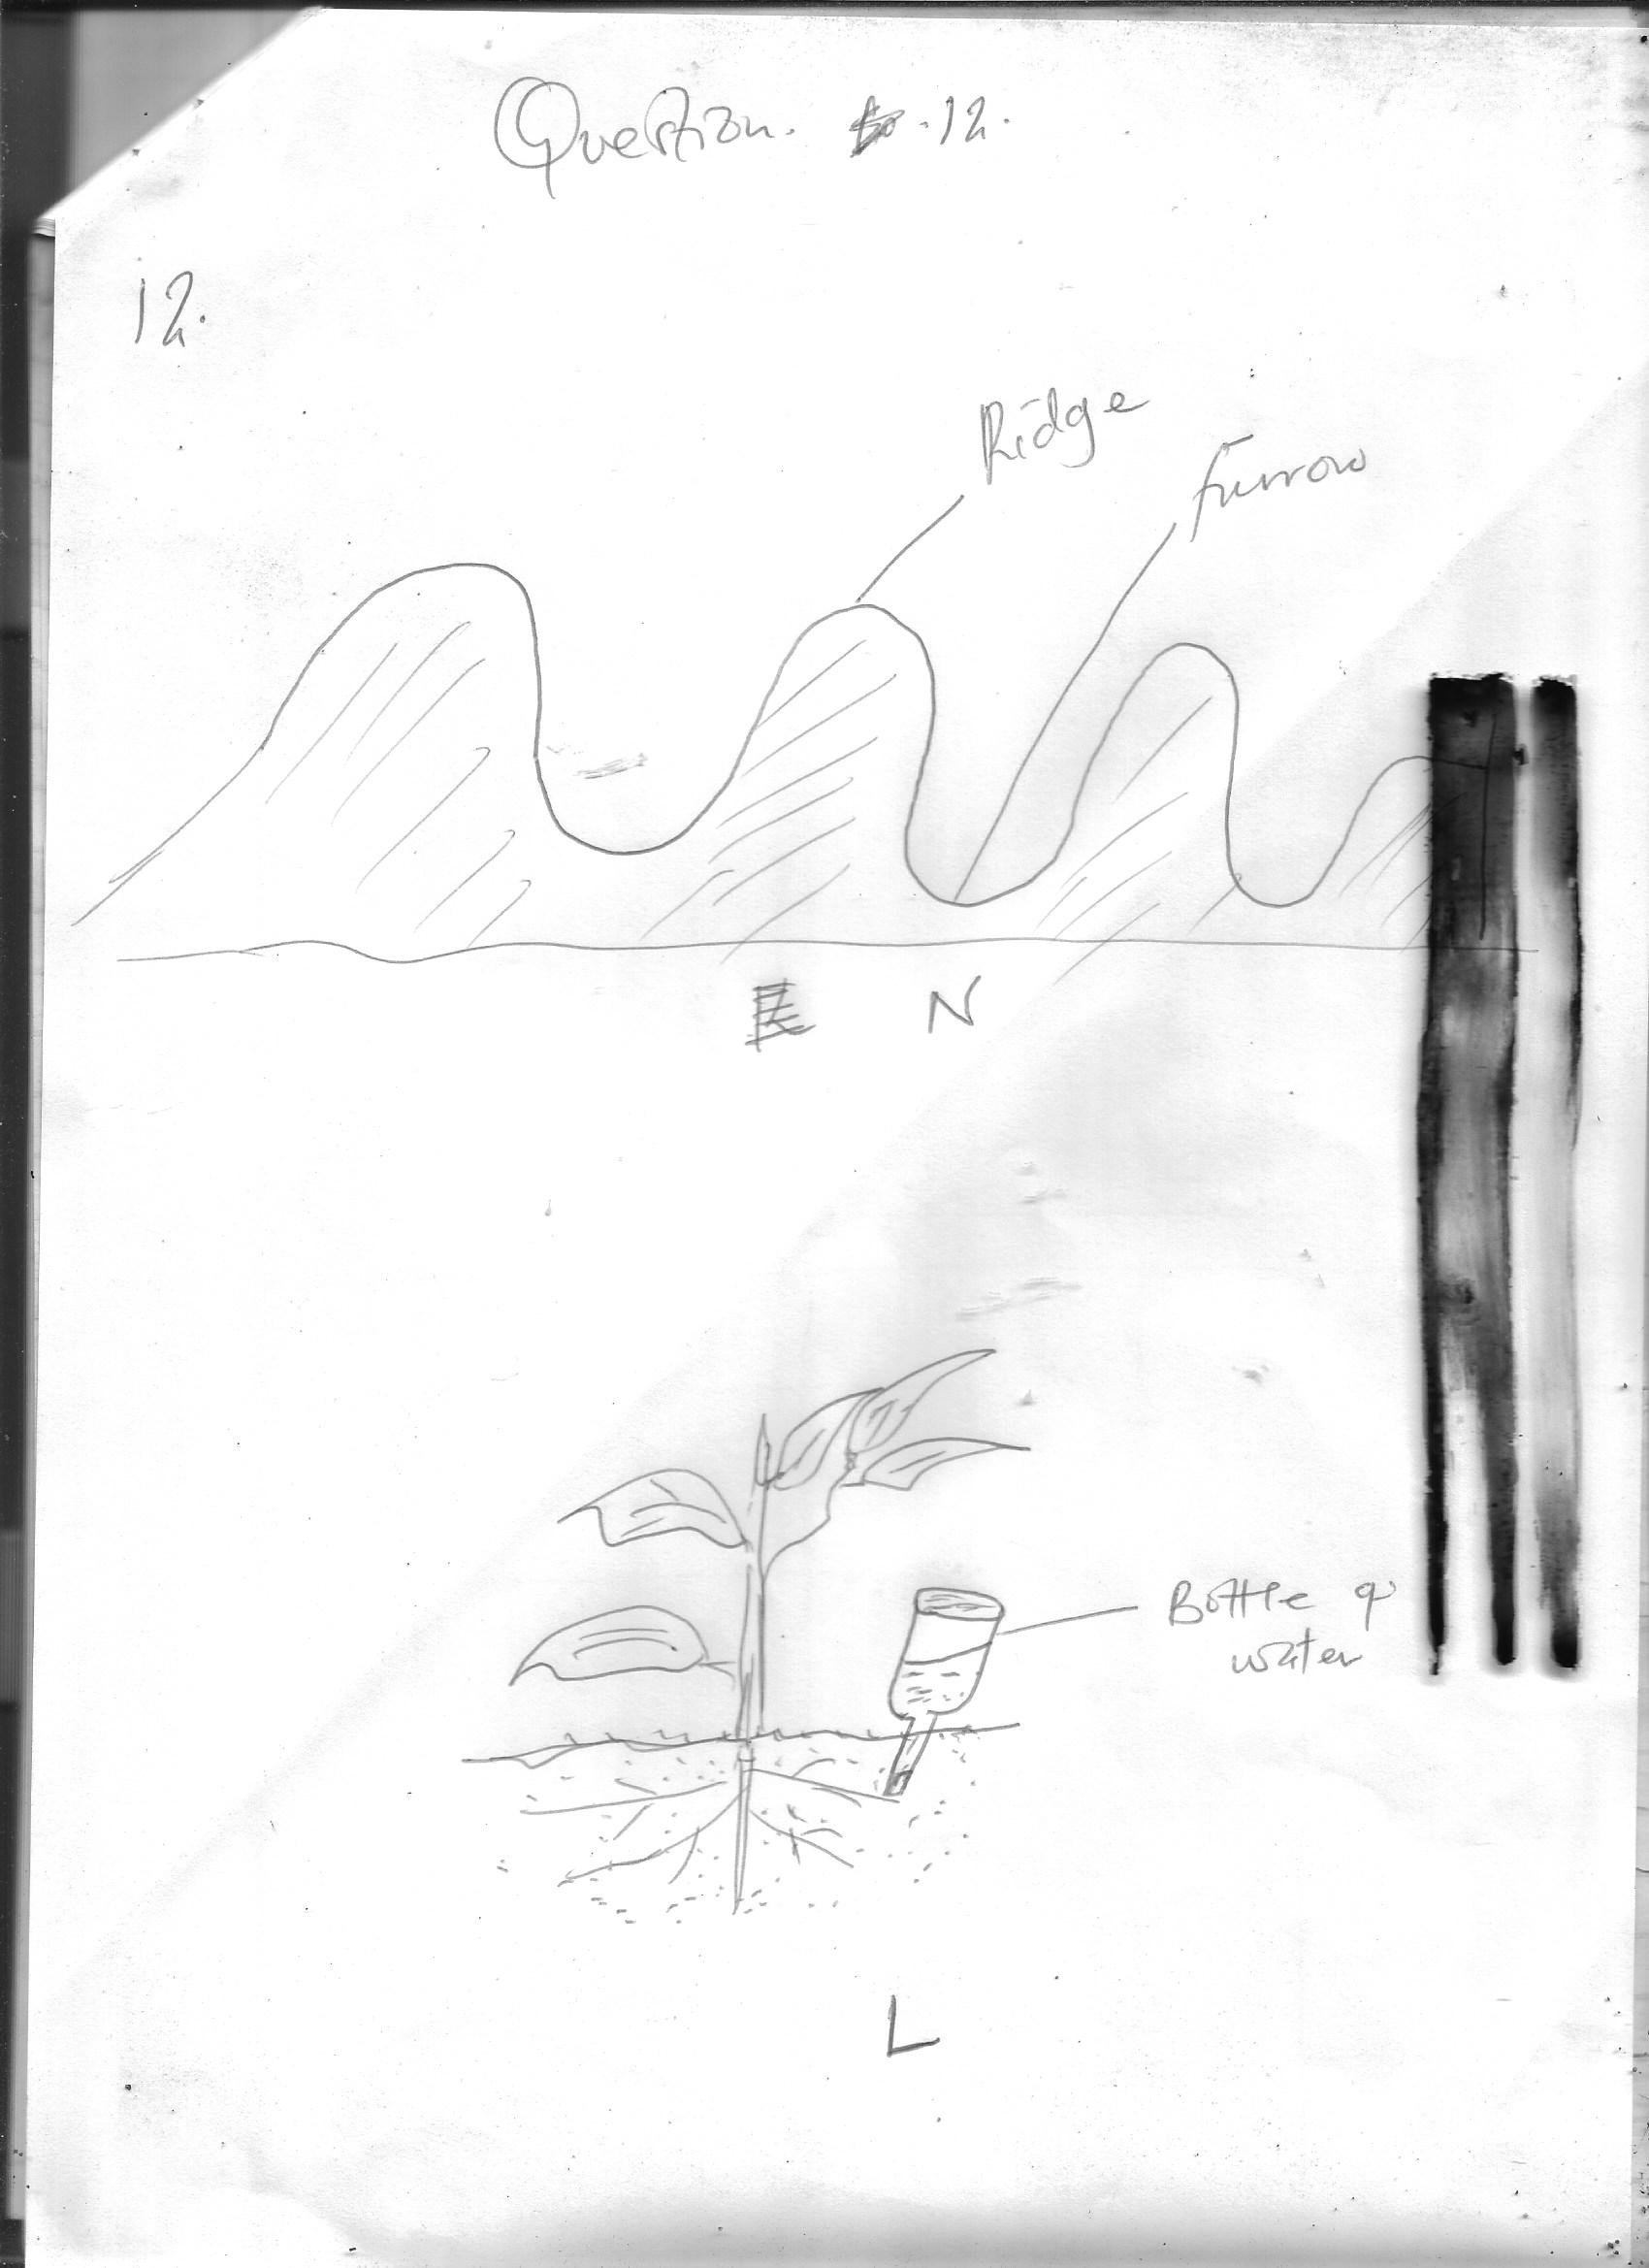 Question. 12.
12.
Ridge
furrow
N
Bottle of
water
L